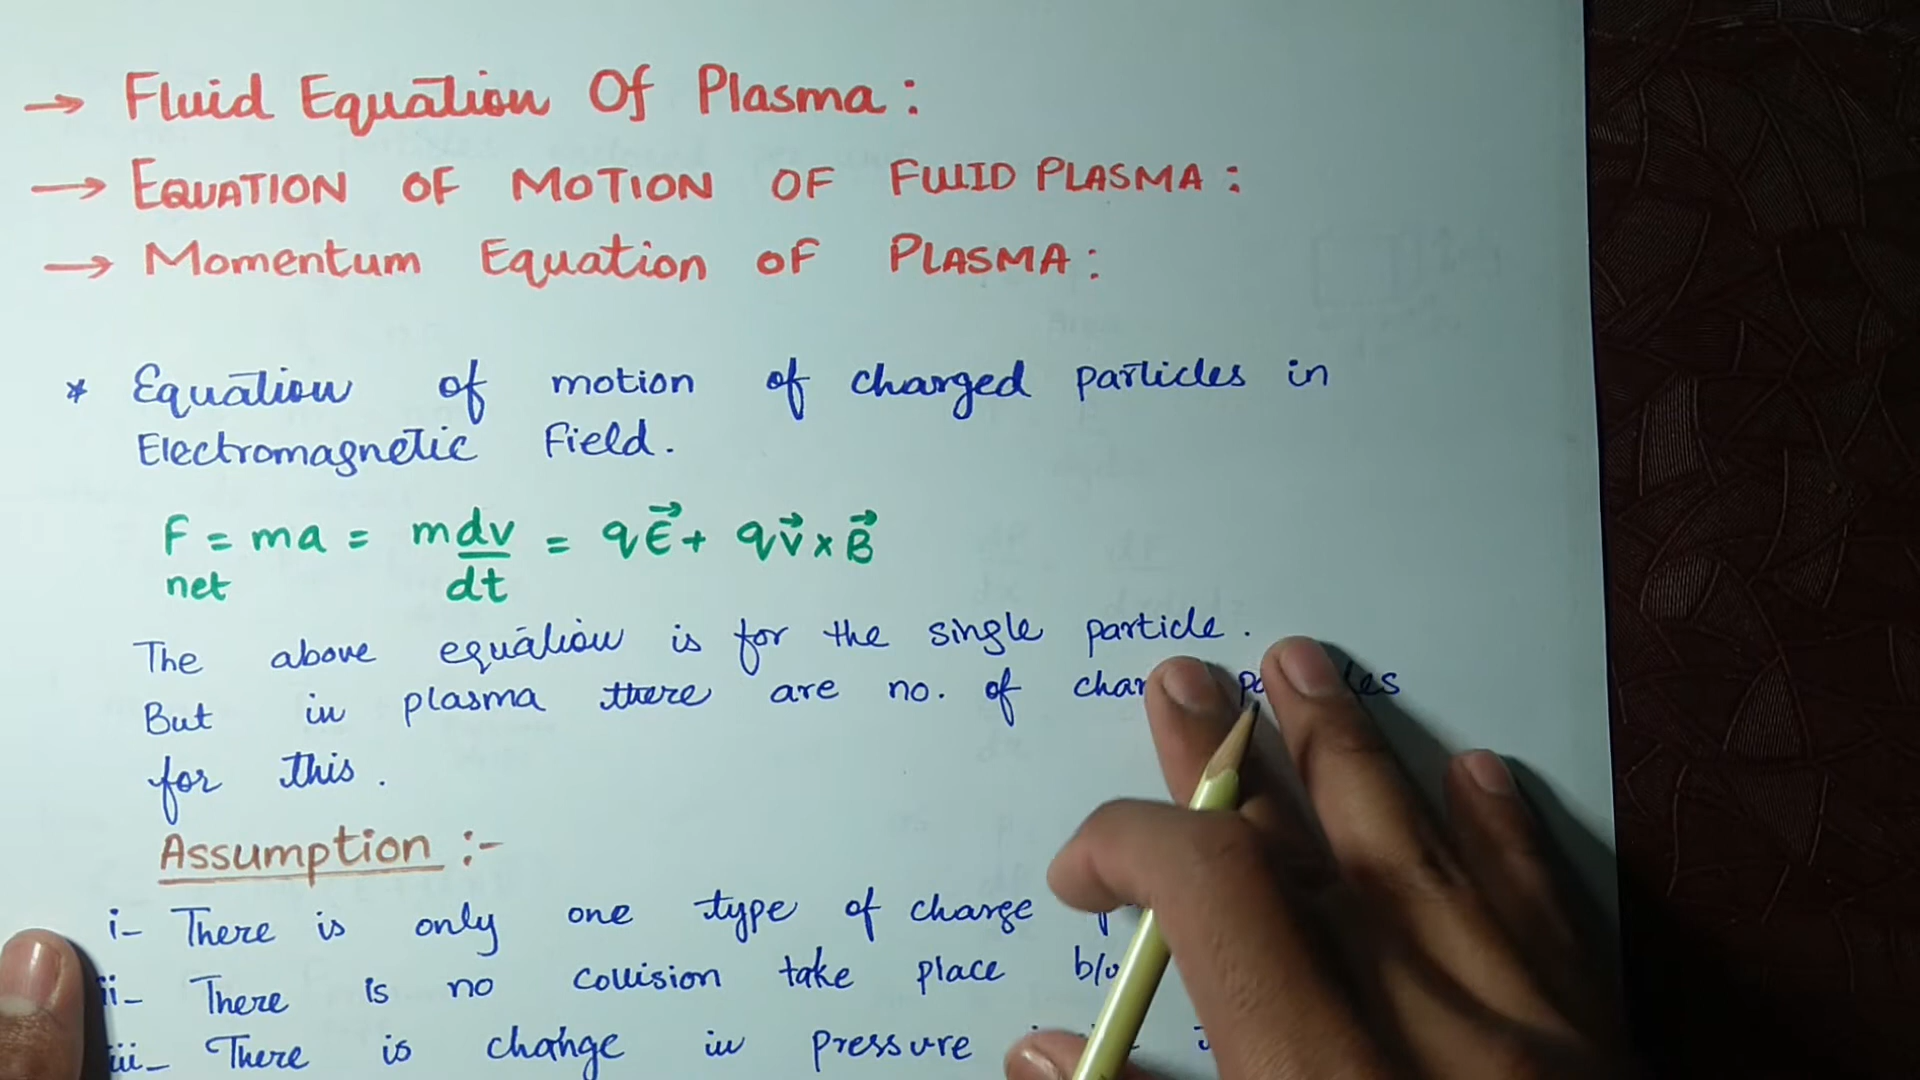 → Fluid Equation Of Plasma:
→ EQUATION OF MOTION OF FLUID PLASMA:
→ Momentum Equation OF PLASMA:
* Equation of motion of charged particles in
Electromagnetic Field.
F net = ma = mdv/dt = qE⃗ + qv⃗ × B⃗
The above equation is for the single particle.
But in plasma there are no. of
for this.
Assumption :-
i- There is only one type of charge
ii- There is no collision take place
iii- There is change in pressure